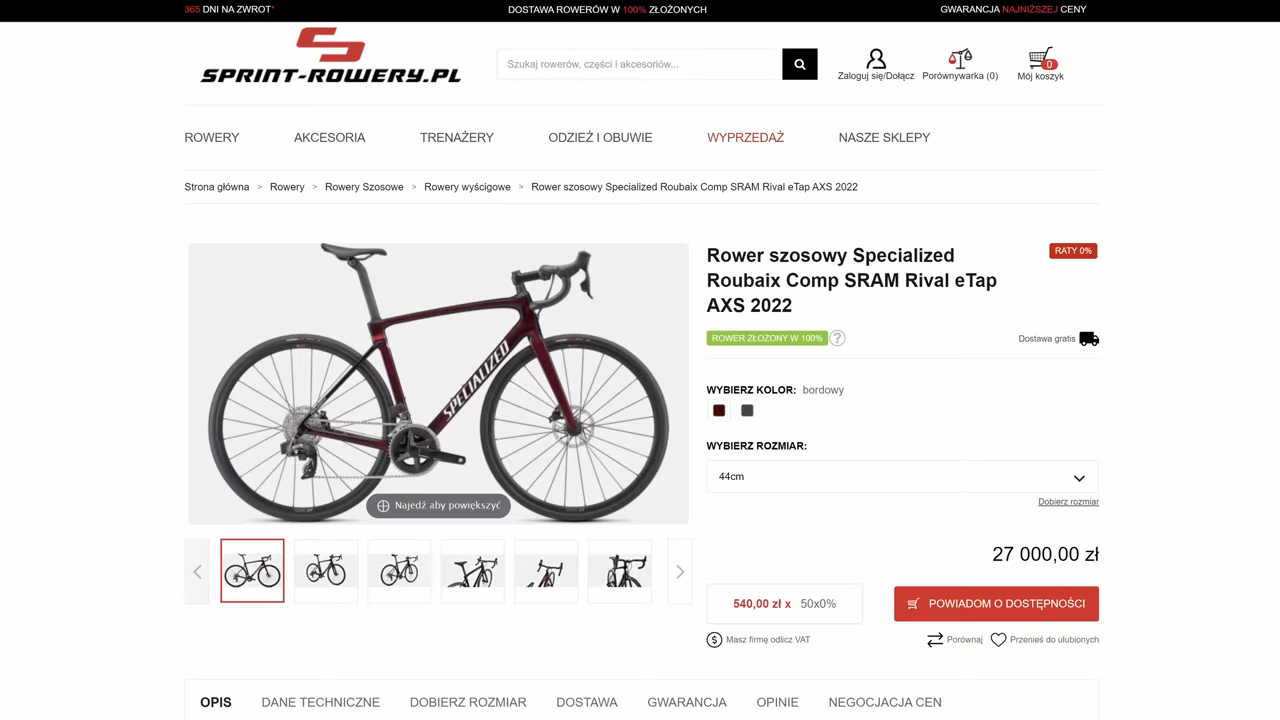 365 DNI NA ZWROT*
DOSTAWA ROWERÓW W 100% ZŁOŻONYCH
GWARANCJA NAJNIŻSZEJ CENY
SPRINT-ROWERY.PL
Szukaj rowerów, części i akcesoriów...
Zaloguj się/Dołącz
Porównywarka (0)
0
Mój koszyk
ROWERY
AKCESORIA
TRENAŻERY
ODZIEŻ I OBUWIE
WYPRZEDAŻ
NASZE SKLEPY
Strona główna > Rowery > Rowery Szosowe > Rowery wyścigowe > Rower szosowy Specialized Roubaix Comp SRAM Rival eTap AXS 2022
SPECIALIZED
Najedź aby powiększyć
Rower szosowy Specialized
Roubaix Comp SRAM Rival eTap
AXS 2022
RATY 0%
ROWER ZŁOŻONY W 100% ?
Dostawa gratis
WYBIERZ KOLOR: bordowy
WYBIERZ ROZMIAR:
44cm
Dobierz rozmiar
27 000,00 zł
540,00 zł x 50x0%
POWIADOM O DOSTĘPNOŚCI
$ Masz firmę odlicz VAT
Porównaj
Przenieś do ulubionych
OPIS
DANE TECHNICZNE
DOBIERZ ROZMIAR
DOSTAWA
GWARANCJA
OPINIE
NEGOCJACJA CEN